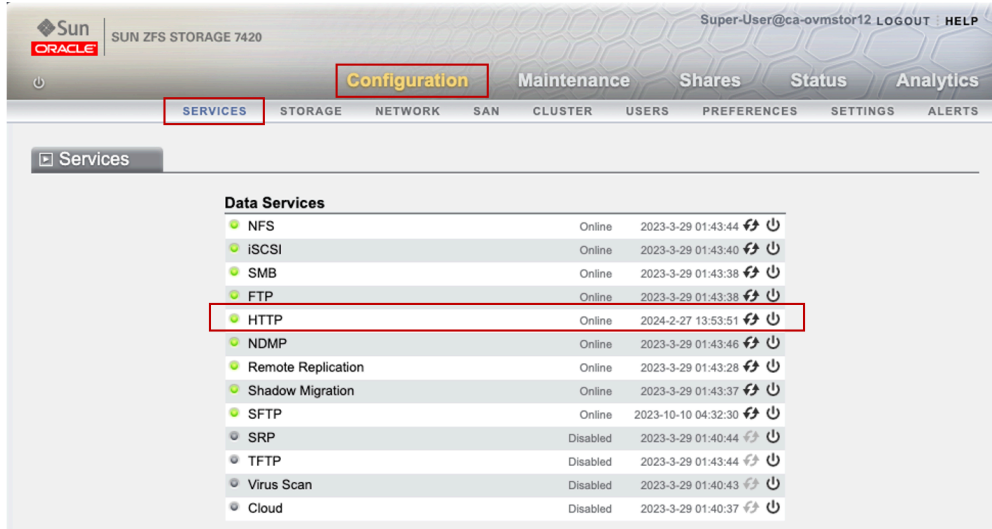 Sun
ORACLE
SUN ZFS STORAGE 7420
Super-User@ca-ovmstor12 LOGOUT HELP
Configuration Maintenance Shares Status Analytics
SERVICES STORAGE NETWORK SAN CLUSTER USERS PREFERENCES SETTINGS ALERTS
Services
Data Services
NFS Online 2023-3-29 01:43:44
iSCSI Online 2023-3-29 01:43:40
SMB Online 2023-3-29 01:43:38
FTP Online 2023-3-29 01:43:38
HTTP Online 2024-2-27 13:53:51
NDMP Online 2023-3-29 01:43:46
Remote Replication Online 2023-3-29 01:43:28
Shadow Migration Online 2023-3-29 01:43:37
SFTP Online 2023-10-10 04:32:30
SRP Disabled 2023-3-29 01:40:44
TFTP Disabled 2023-3-29 01:43:44
Virus Scan Disabled 2023-3-29 01:40:43
Cloud Disabled 2023-3-29 01:40:37